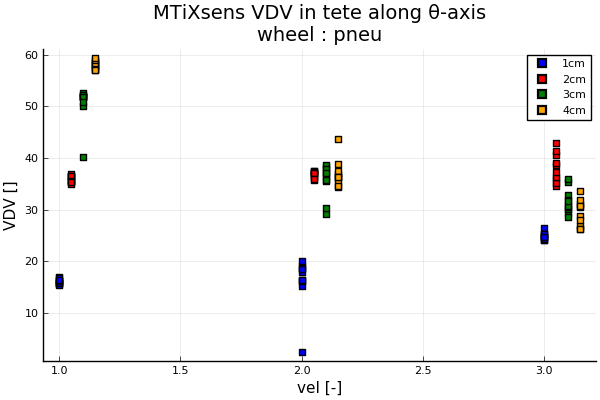 MTiXsens VDV in tete along θ-axis
wheel : pneu
60
50
40
30
20
10
VDV []
1cm
2cm
3cm
4cm
1.0
1.5
2.0
2.5
3.0
vel [-]